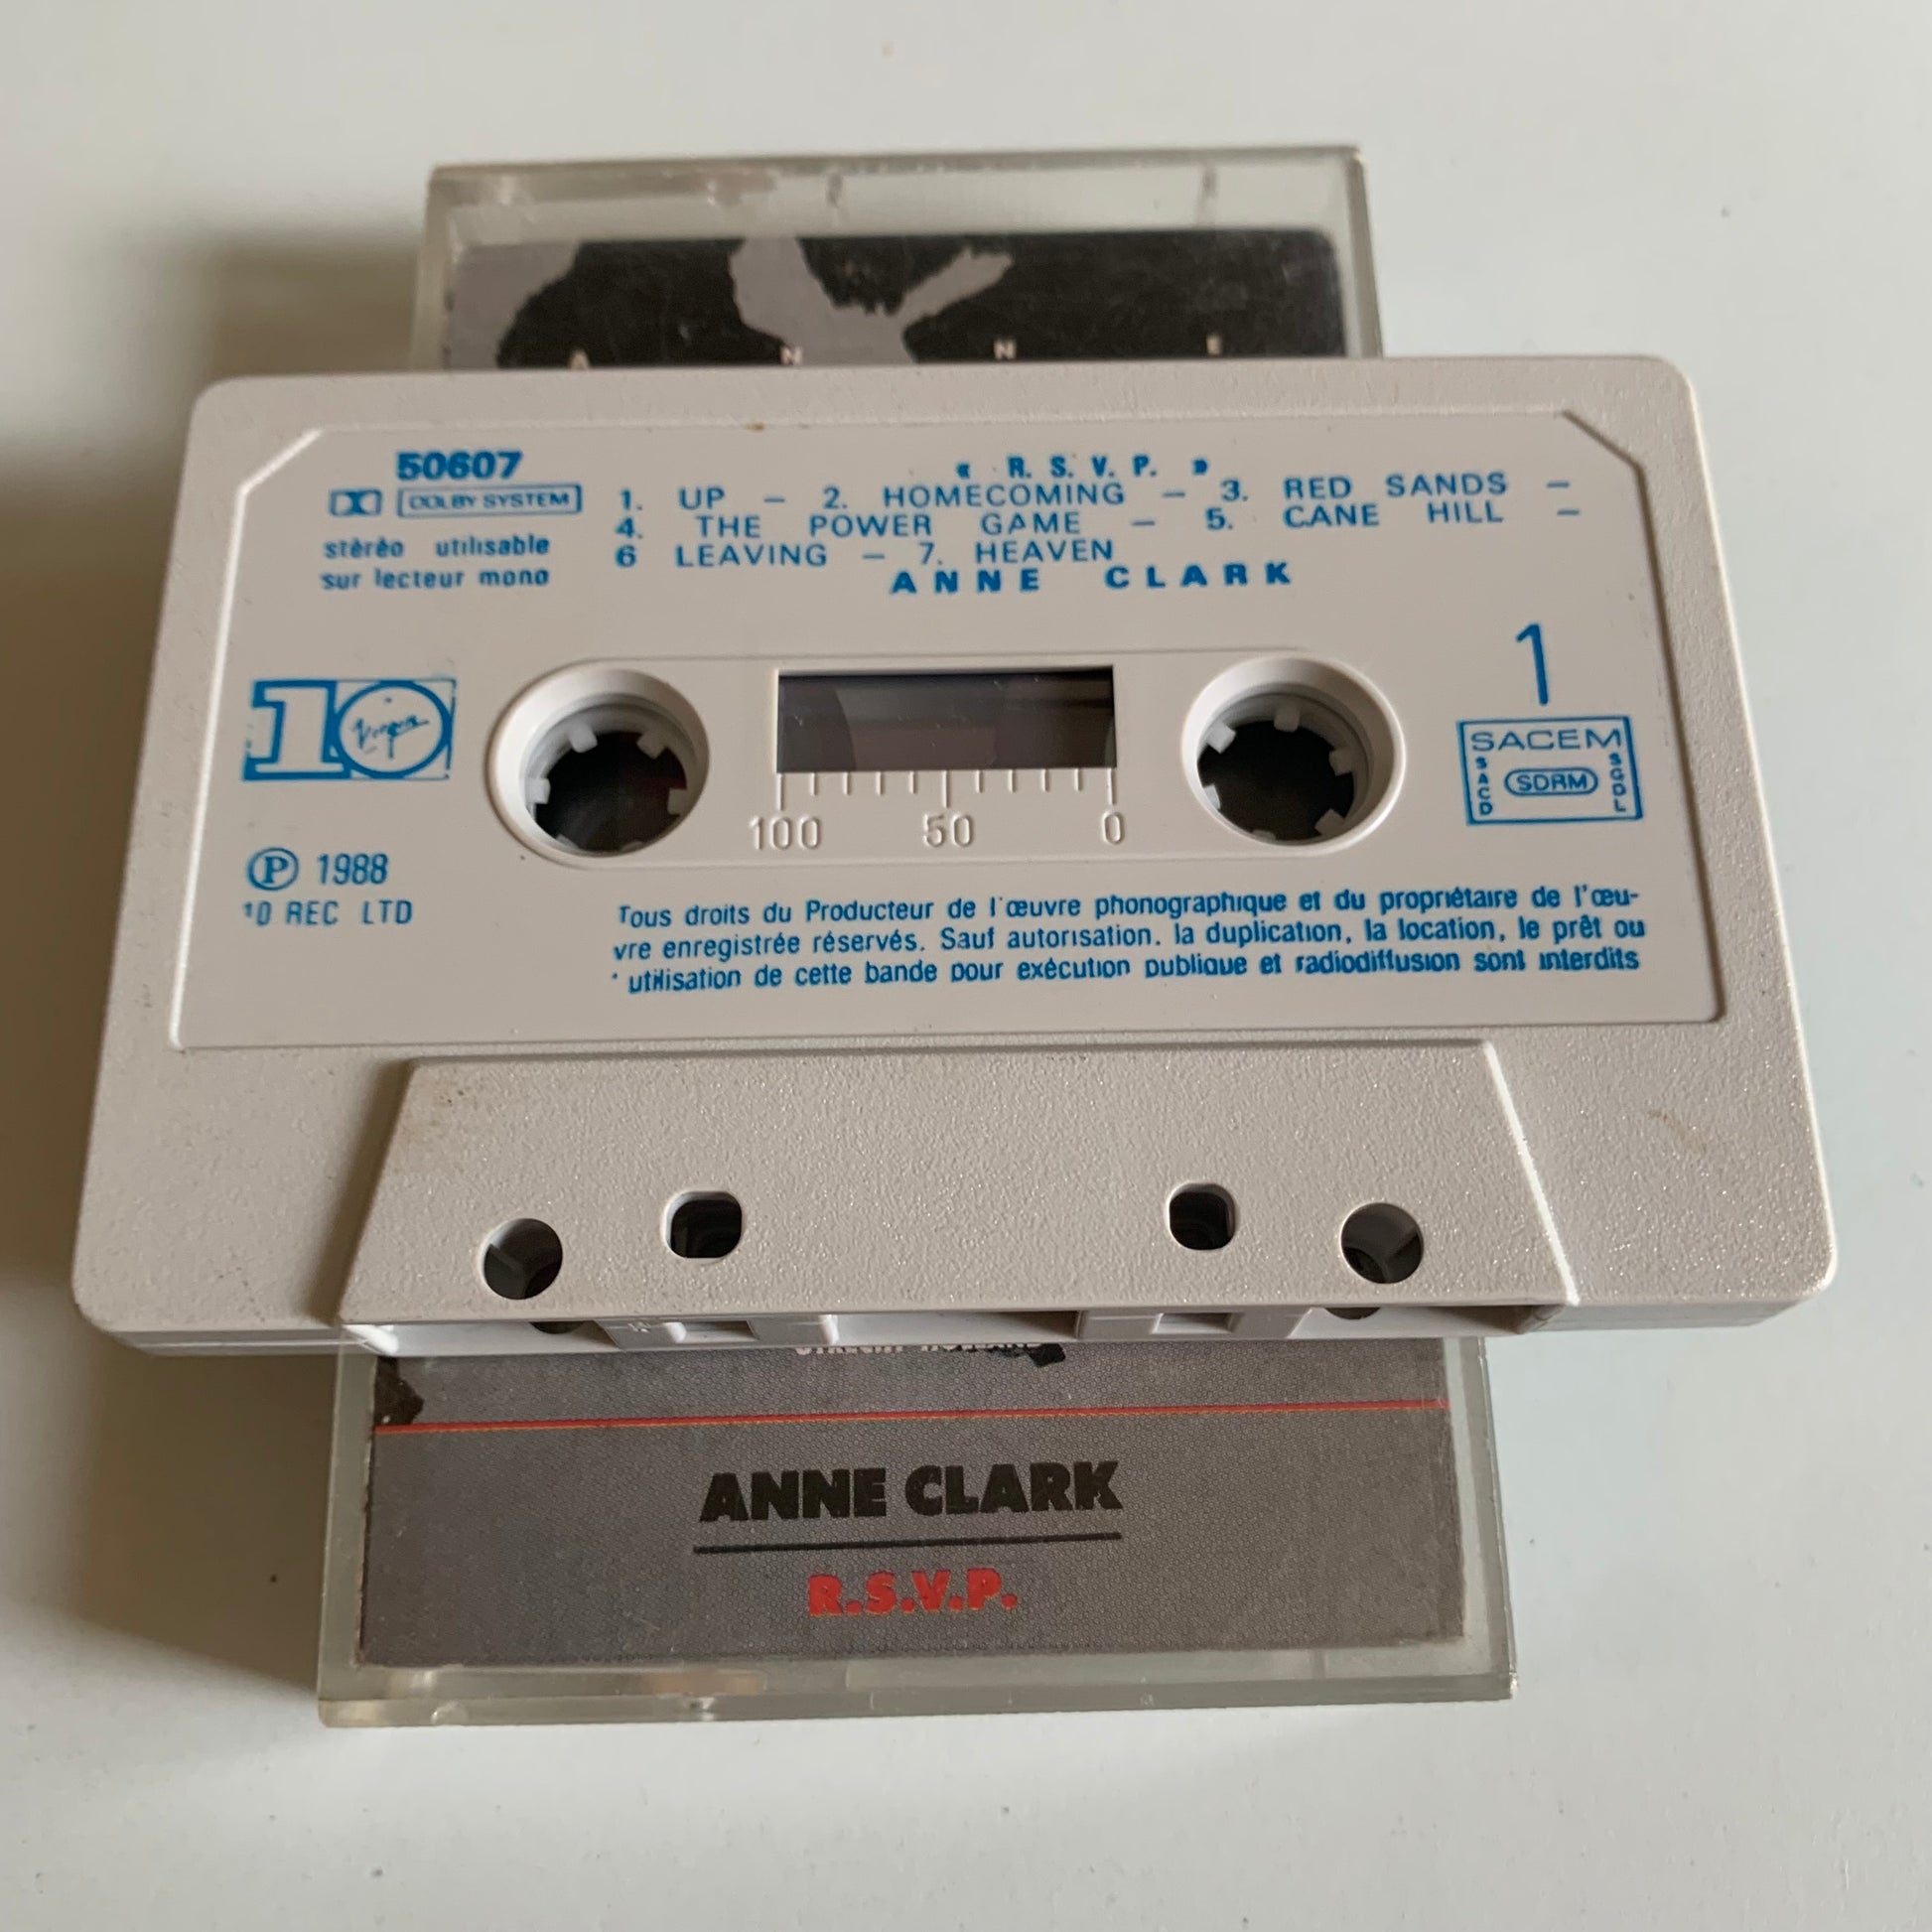 A N N E
50607
DOLBY SYSTEM
stéréo utilisable
sur lecteur mono
« R. S. V. P. »
1. UP – 2. HOMECOMING – 3. RED SANDS –
4. THE POWER GAME – 5. CANE HILL –
6 LEAVING – 7. HEAVEN
ANNE CLARK
10 Virgin
1
SACEM
SACD SDRM SGDL
100 50 0
Ⓟ 1988
10 REC LTD
Tous droits du Producteur de l'œuvre phonographique et du propriétaire de l'œu-
vre enregistrée réservés. Sauf autorisation. la duplication, la location, le prêt ou
' utilisation de cette bande pour exécution publique et radiodiffusion sont interdits
ANNE CLARK
R.S.V.P.